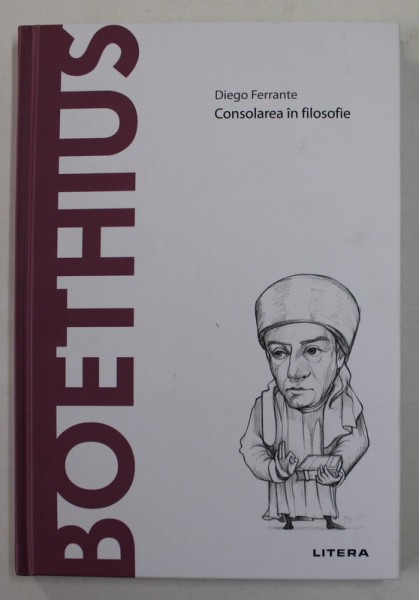 BOETHIUS
Diego Ferrante
Consolarea în filosofie
LITERA